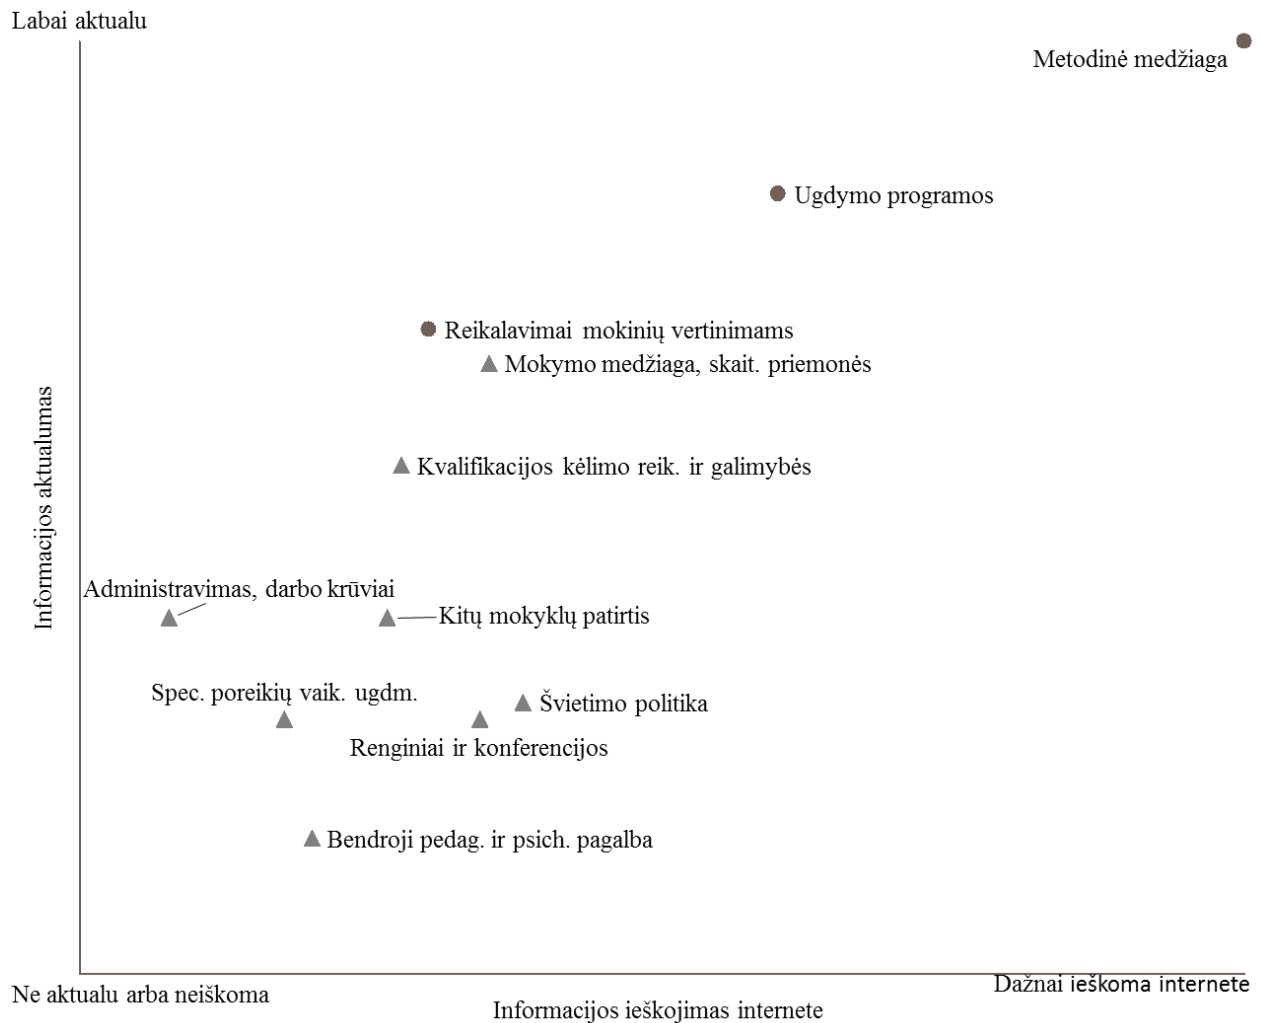 Labai aktualu
Metodinė medžiaga
Ugdymo programos
Reikalavimai mokinių vertinimams
Mokymo medžiaga, skait. priemonės
Informacijos aktualumas
Kvalifikacijos kėlimo reik. ir galimybės
Administravimas, darbo krūviai
Kitų mokyklų patirtis
Spec. poreikių vaik. ugdm.
Švietimo politika
Renginiai ir konferencijos
Bendroji pedag. ir psich. pagalba
Ne aktualu arba neiškoma
Dažnai ieškoma internete
Informacijos ieškojimas internete